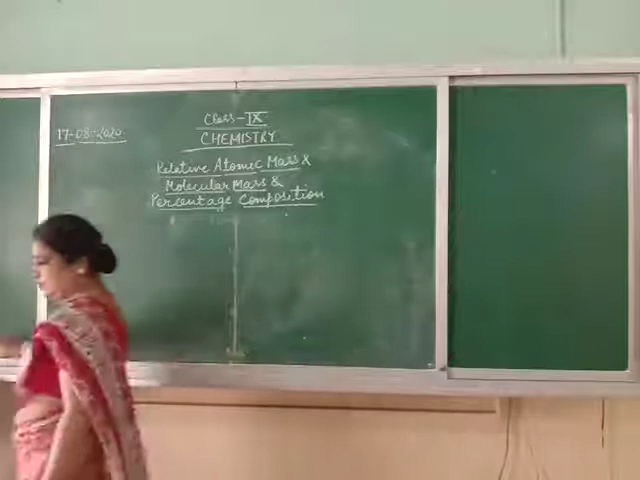 17-08-2020
Class - IX
CHEMISTRY
Relative Atomic Mass &
Molecular Mass &
Percentage Composition